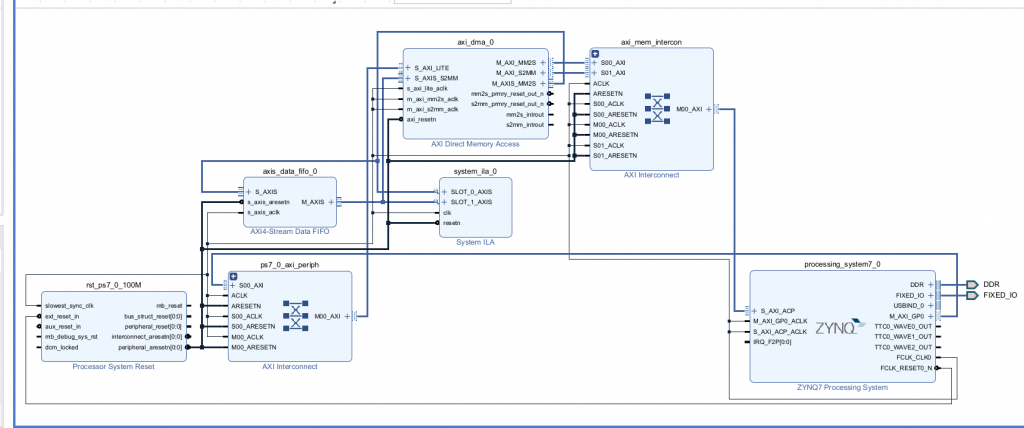 axi_dma_0
S_AXI_LITE
S_AXIS_S2MM
s_axi_lite_aclk
m_axi_mm2s_aclk
m_axi_s2mm_aclk
axi_resetn
M_AXI_MM2S
M_AXI_S2MM
M_AXIS_MM2S
mm2s_prmry_reset_out_n
s2mm_prmry_reset_out_n
mm2s_introut
s2mm_introut
AXI Direct Memory Access
axi_mem_intercon
S00_AXI
S01_AXI
ACLK
ARESETN
S00_ACLK
S00_ARESETN
M00_ACLK
M00_ARESETN
S01_ACLK
S01_ARESETN
M00_AXI
AXI Interconnect
axis_data_fifo_0
S_AXIS
s_axis_aresetn
s_axis_aclk
M_AXIS
AXI4-Stream Data FIFO
system_ila_0
SLOT_0_AXIS
SLOT_1_AXIS
clk
resetn
System ILA
rst_ps7_0_100M
slowest_sync_clk
ext_reset_in
aux_reset_in
mb_debug_sys_rst
dcm_locked
mb_reset
bus_struct_reset[0:0]
peripheral_reset[0:0]
interconnect_aresetn[0:0]
peripheral_aresetn[0:0]
Processor System Reset
ps7_0_axi_periph
S00_AXI
ACLK
ARESETN
S00_ACLK
S00_ARESETN
M00_ACLK
M00_ARESETN
M00_AXI
AXI Interconnect
processing_system7_0
S_AXI_ACP
M_AXI_GP0_ACLK
S_AXI_ACP_ACLK
IRQ_F2P[0:0]
ZYNQ
DDR
FIXED_IO
USBIND_0
M_AXI_GP0
TTC0_WAVE0_OUT
TTC0_WAVE1_OUT
TTC0_WAVE2_OUT
FCLK_CLK0
FCLK_RESET0_N
ZYNQ7 Processing System
DDR
FIXED_IO